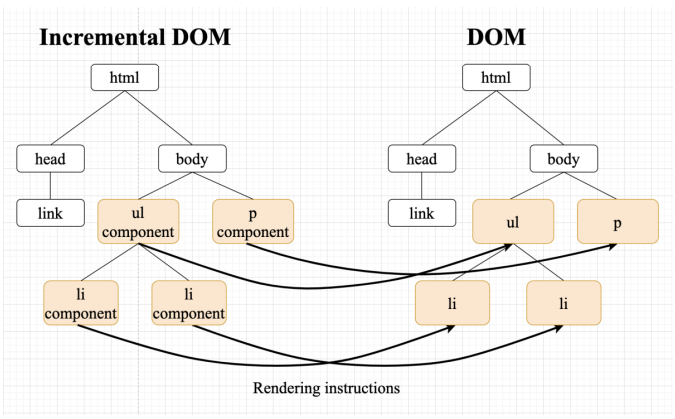 Incremental DOM
DOM
html
head
body
link
ul
component
p
component
li
component
li
component
html
head
body
link
ul
p
li
li
Rendering instructions